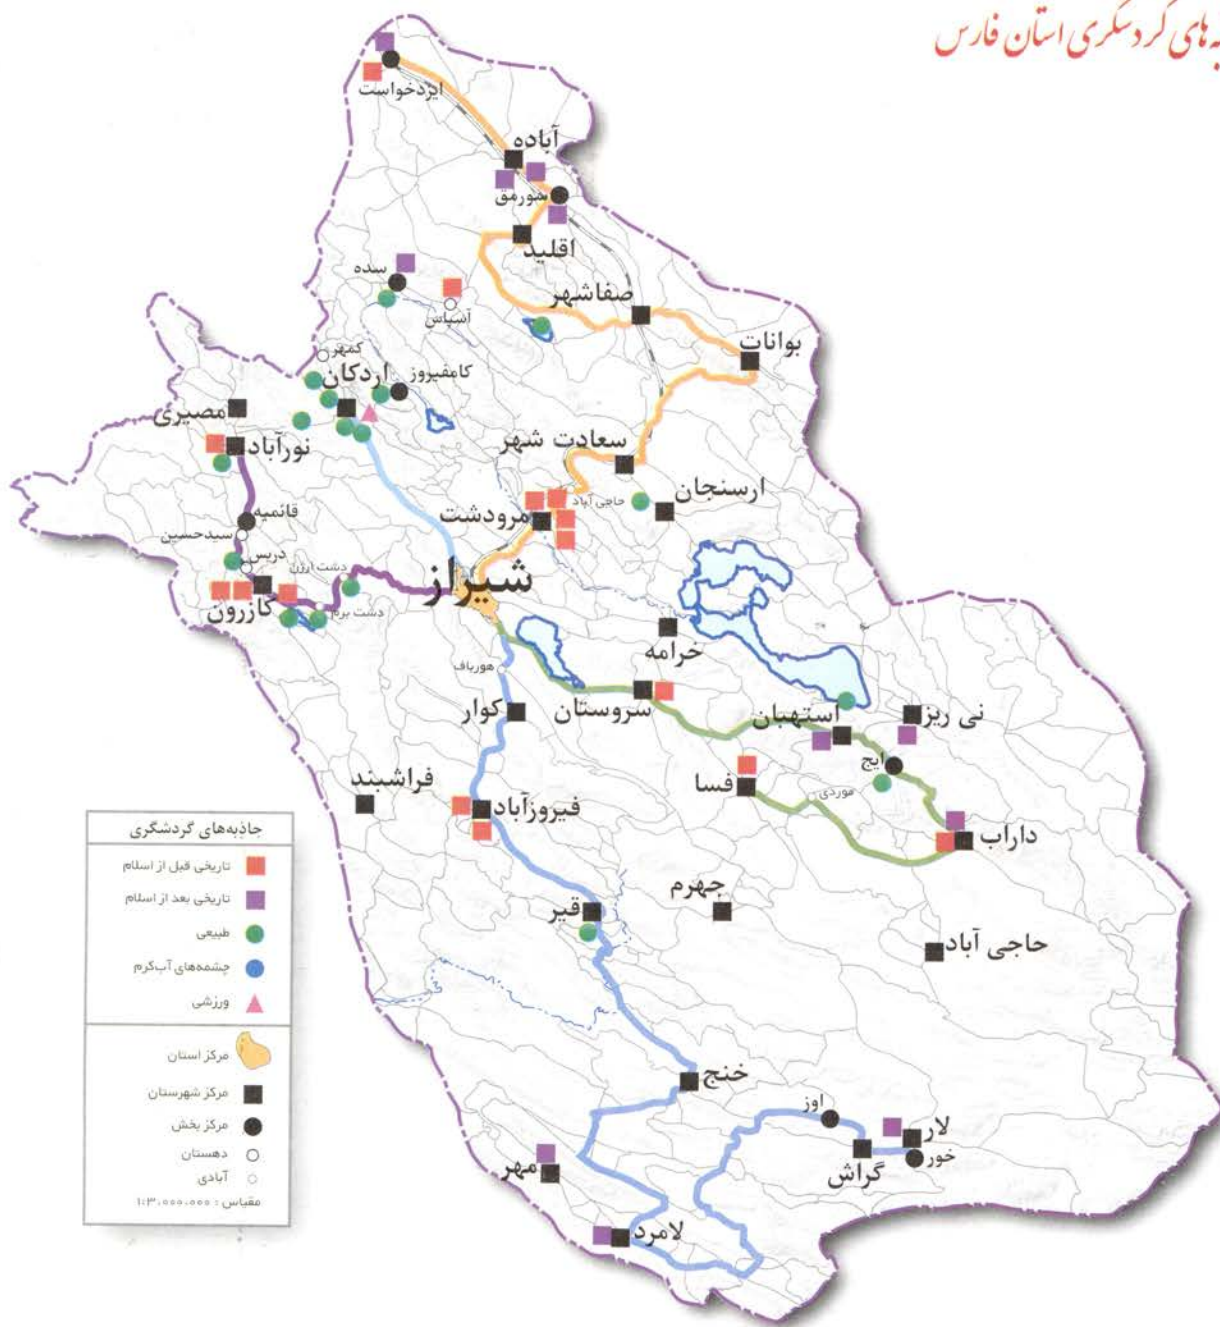 ه‌های گردشگری استان فارس
ایزدخواست
آباده
سورمق
اقلید
سده
آسپاس
صفاشهر
بوانات
کمهر
اردکان
کامفیروز
مصیری
نورآباد
سعادت شهر
ارسنجان
حاجی آباد
مرودشت
قائمیه
سیدحسین
دریس
دشت ارژن
شیراز
کازرون
دشت برم
خرامه
هورباف
کوار
سروستان
استهبان
نی ریز
ایج
فراشبند
فیروزآباد
فسا
موردی
داراب
جهرم
قیر
حاجی آباد
خنج
اوز
لار
خور
گراش
مهر
لامرد
جاذبه‌های گردشگری
تاریخی قبل از اسلام
تاریخی بعد از اسلام
طبیعی
چشمه‌های آب‌گرم
ورزشی
مرکز استان
مرکز شهرستان
مرکز بخش
دهستان
آبادی
مقیاس : ۱:۳.۰۰۰.۰۰۰